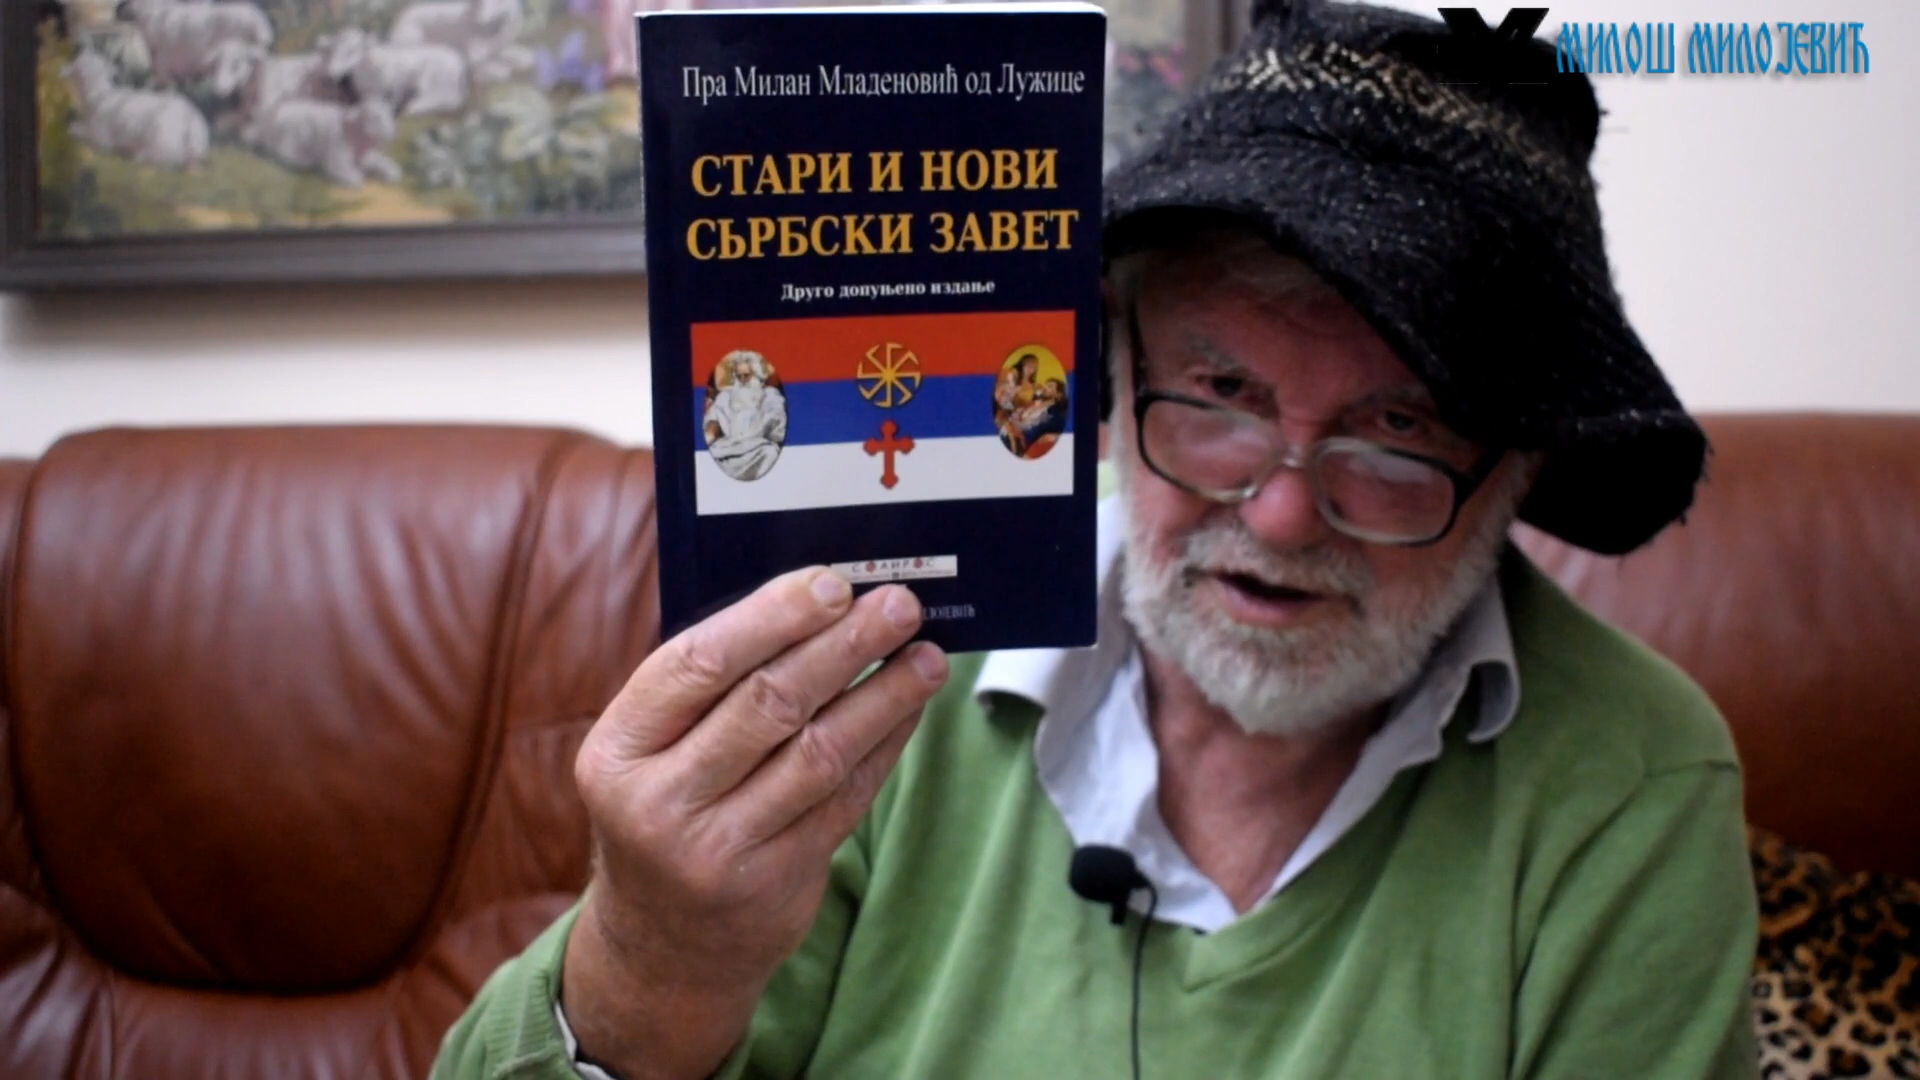 МИЛОШ МИЛОЈЕВИЋ
Пра Милан Младеновић од Лужице
СТАРИ И НОВИ
СЪРБСКИ ЗАВЕТ
Друго допуњено издање